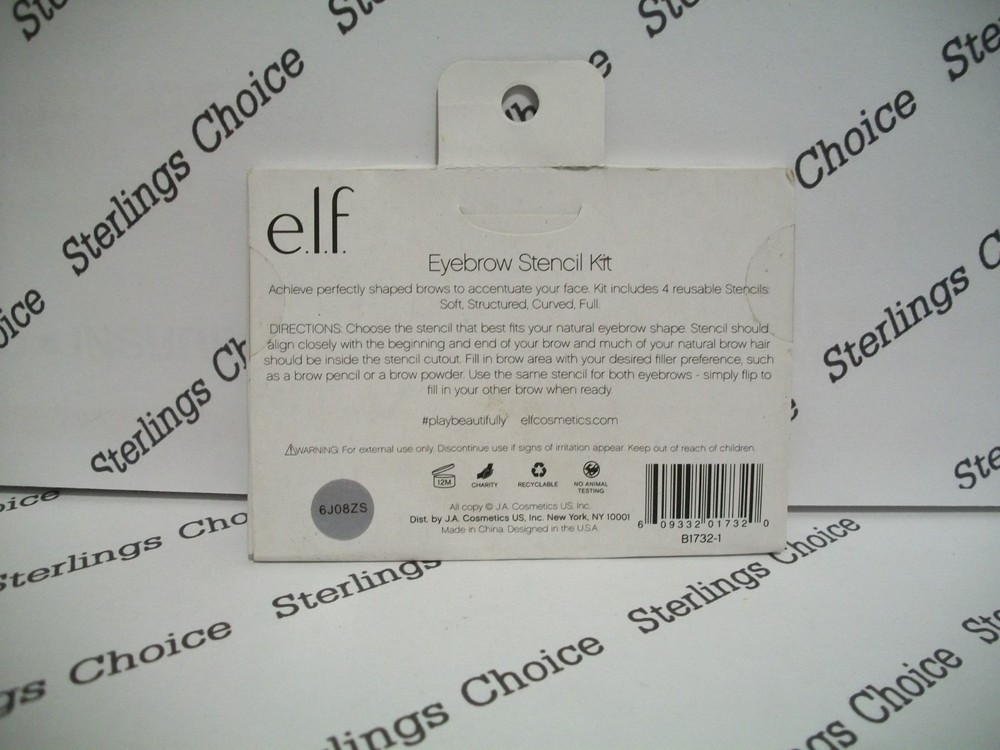 Sterlings Choice
Sterlings Choice
Choice
Sterlings
e.l.f.
Eyebrow Stencil Kit
Achieve perfectly shaped brows to accentuate your face. Kit includes 4 reusable Stencils:
Soft, Structured, Curved, Full.
DIRECTIONS: Choose the stencil that best fits your natural eyebrow shape. Stencil should
align closely with the beginning and end of your brow and much of your natural brow hair
should be inside the stencil cutout. Fill in brow area with your desired filler preference, such
as a brow pencil or a brow powder. Use the same stencil for both eyebrows - simply flip to
fill in your other brow when ready.
#playbeautifully elfcosmetics.com
WARNING: For external use only. Discontinue use if signs of irritation appear. Keep out of reach of children.
12M
CHARITY
RECYCLABLE
NO ANIMAL
TESTING
6J08ZS
All copy © J.A. Cosmetics US, Inc.
Dist. by J.A. Cosmetics US, Inc. New York, NY 10001
Made in China. Designed in the U.S.A.
6 09332 01732 0
B1732-1
Sterlings Choice
Sterlings
Sterlings Choice
Choice
Sterlings Choice
Choice